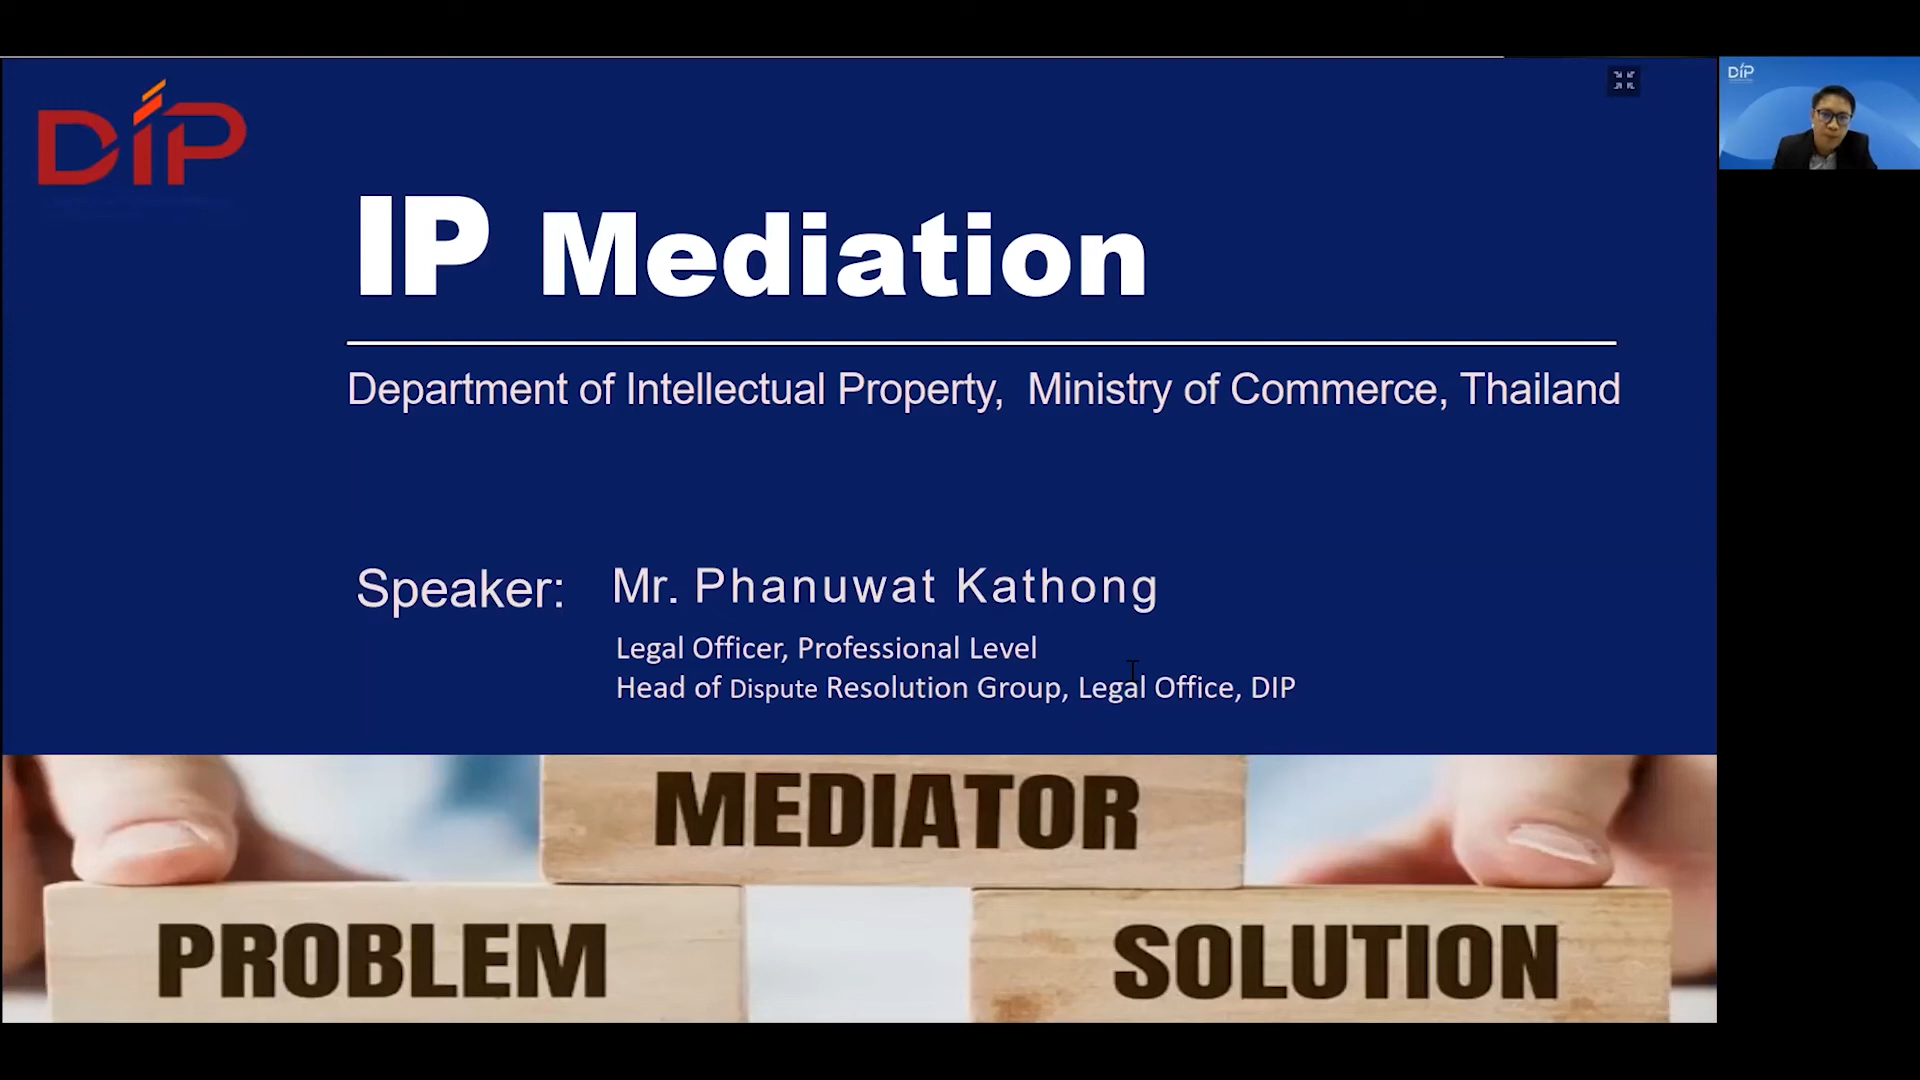 DIP
DIP
IP Mediation
Department of Intellectual Property, Ministry of Commerce, Thailand
Speaker: Mr. Phanuwat Kathong
Legal Officer, Professional Level
Head of Dispute Resolution Group, Legal Office, DIP
MEDIATOR
PROBLEM
SOLUTION